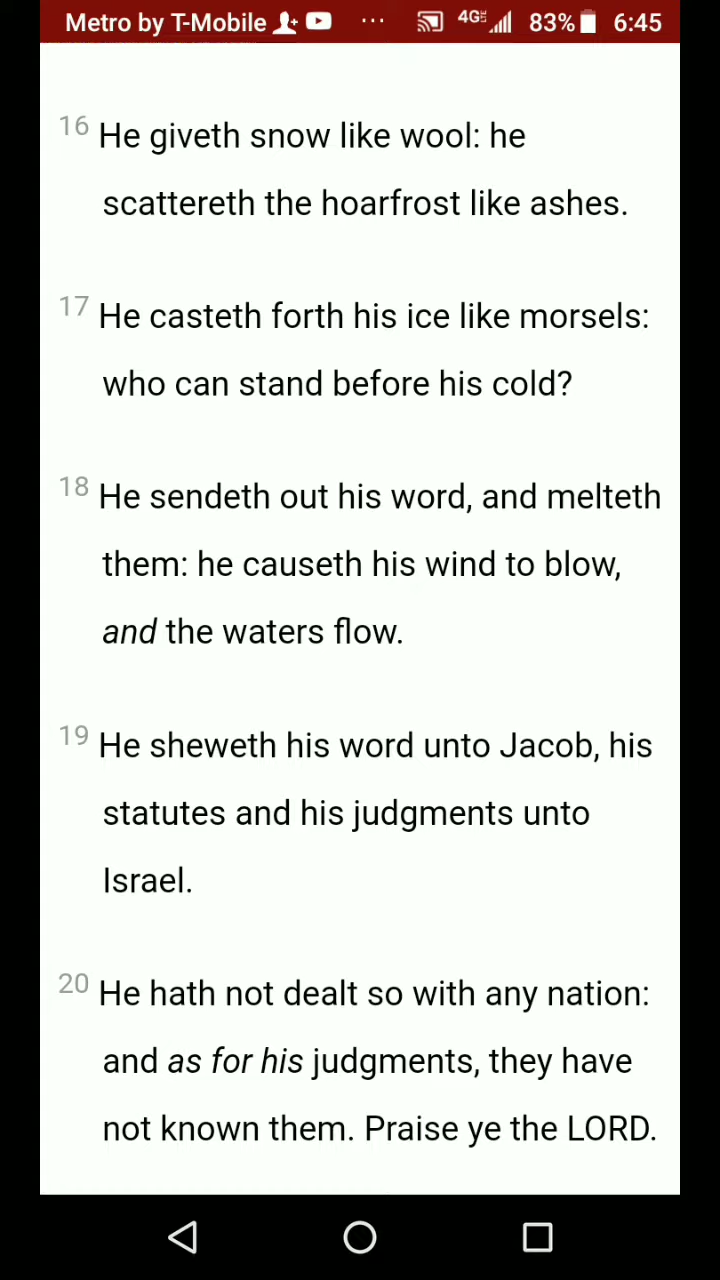 Metro by T-Mobile ... 4GE 83% 6:45
16 He giveth snow like wool: he
scattereth the hoarfrost like ashes.
17 He casteth forth his ice like morsels:
who can stand before his cold?
18 He sendeth out his word, and melteth
them: he causeth his wind to blow,
and the waters flow.
19 He sheweth his word unto Jacob, his
statutes and his judgments unto
Israel.
20 He hath not dealt so with any nation:
and as for his judgments, they have
not known them. Praise ye the LORD.